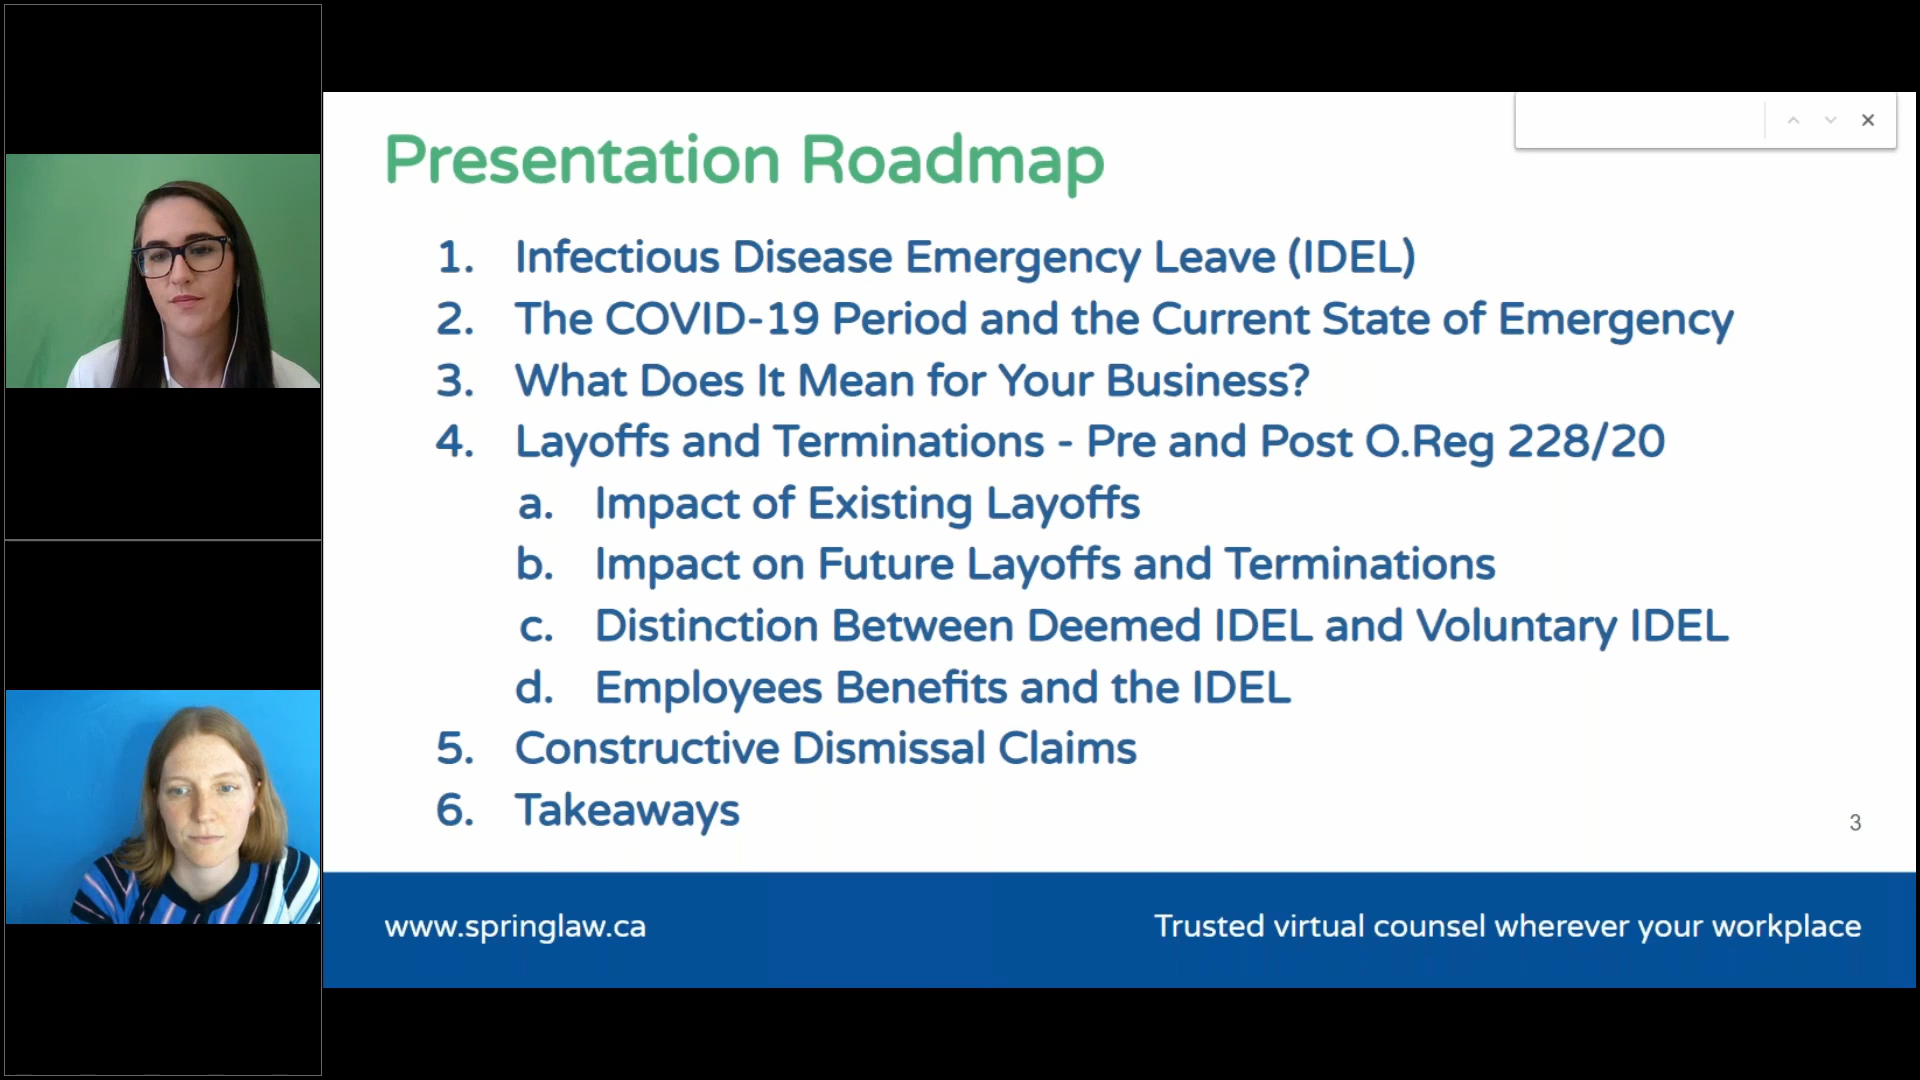 Presentation Roadmap
1. Infectious Disease Emergency Leave (IDEL)
2. The COVID-19 Period and the Current State of Emergency
3. What Does It Mean for Your Business?
4. Layoffs and Terminations - Pre and Post O.Reg 228/20
a. Impact of Existing Layoffs
b. Impact on Future Layoffs and Terminations
c. Distinction Between Deemed IDEL and Voluntary IDEL
d. Employees Benefits and the IDEL
5. Constructive Dismissal Claims
6. Takeaways
3
www.springlaw.ca
Trusted virtual counsel wherever your workplace